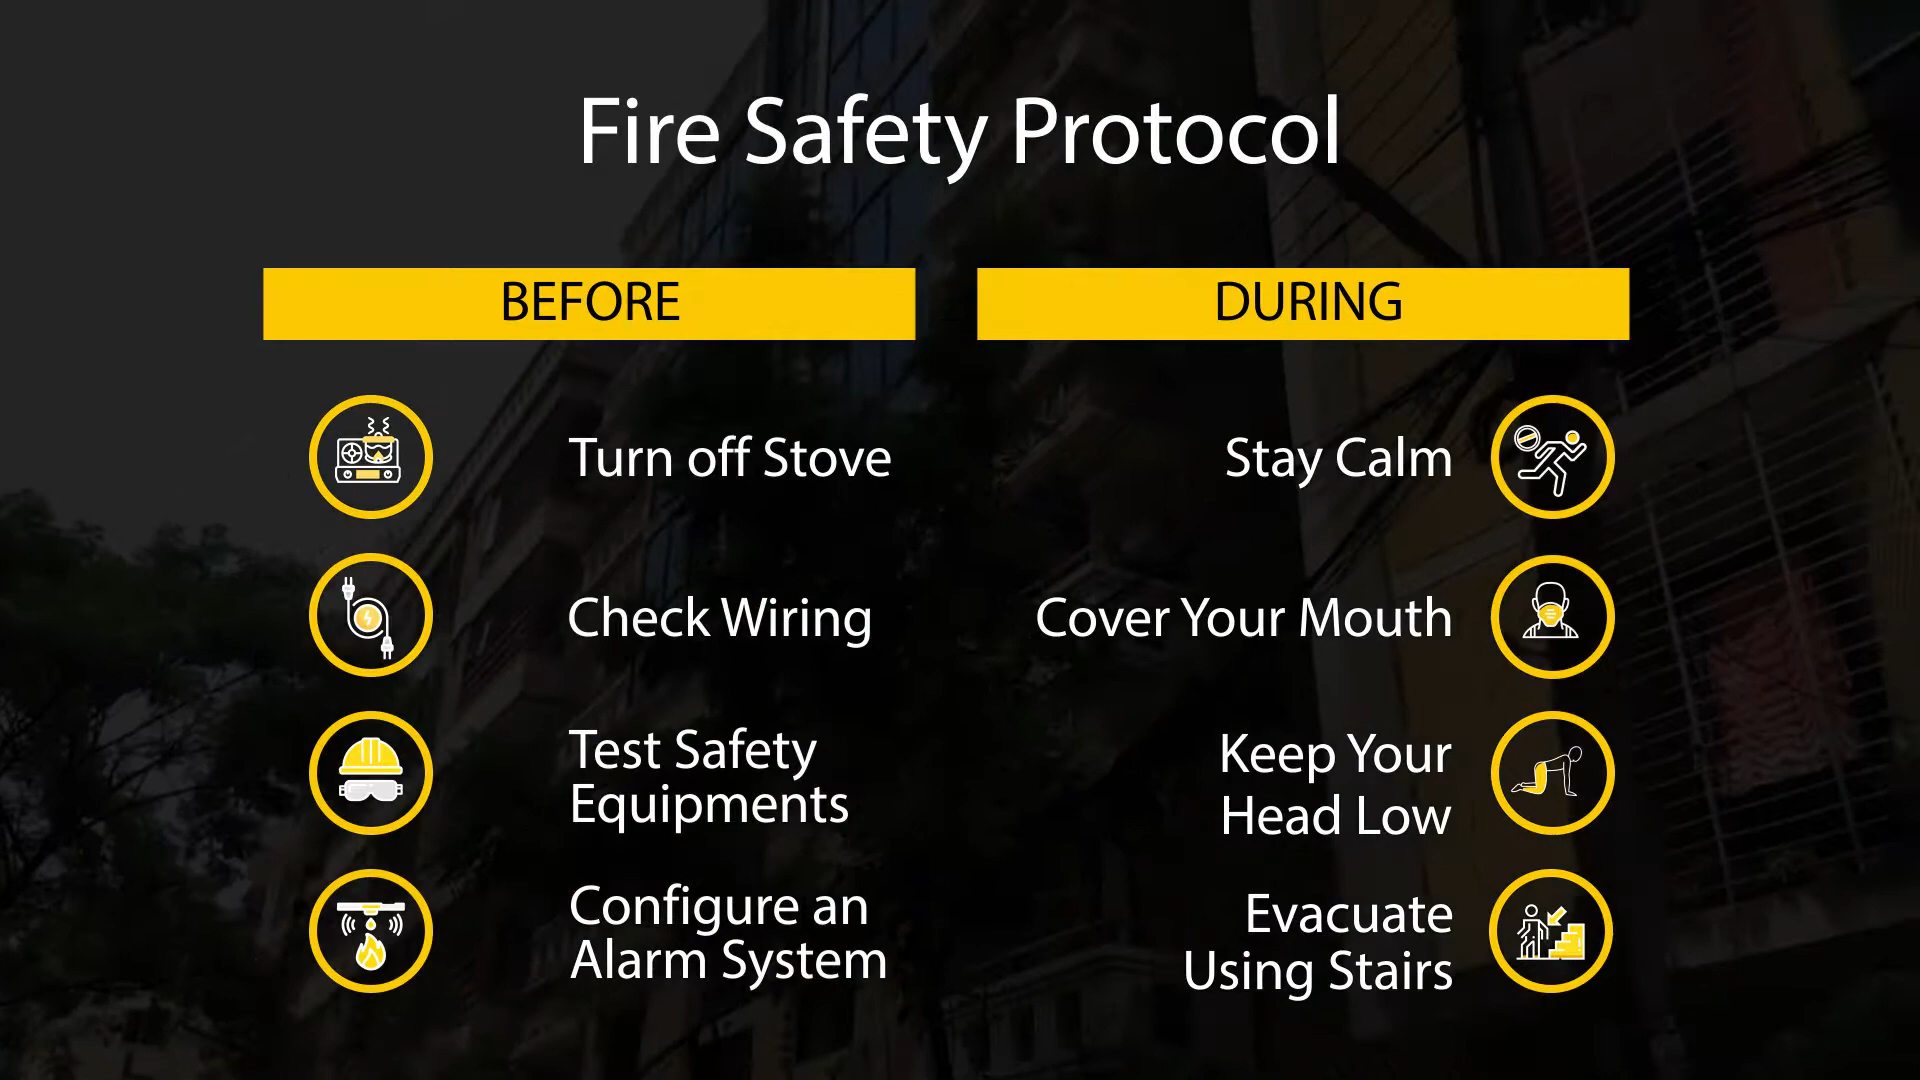 Fire Safety Protocol
BEFORE
Turn off Stove
Check Wiring
Test Safety
Equipments
Configure an
Alarm System
DURING
Stay Calm
Cover Your Mouth
Keep Your
Head Low
Evacuate
Using Stairs